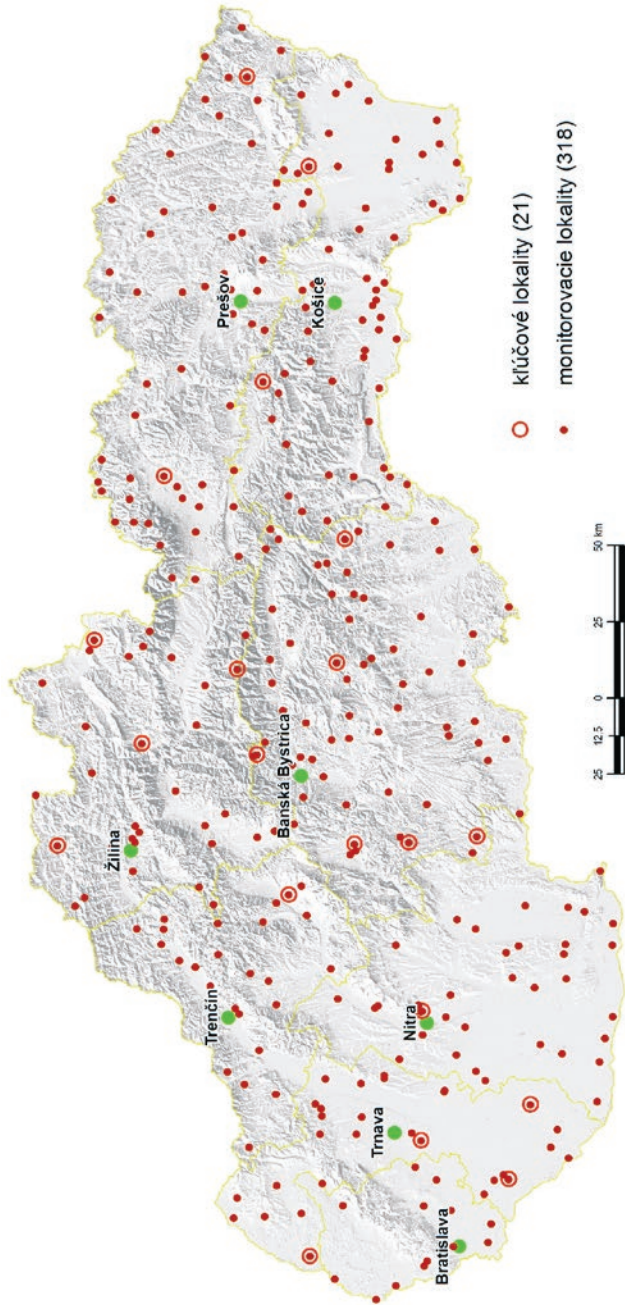 Prešov
Košice
Žilina
Banská Bystrica
Trenčín
Nitra
Trnava
Bratislava
kľúčové lokality (21)
monitorovacie lokality (318)
25 12.5 0 25 50 km